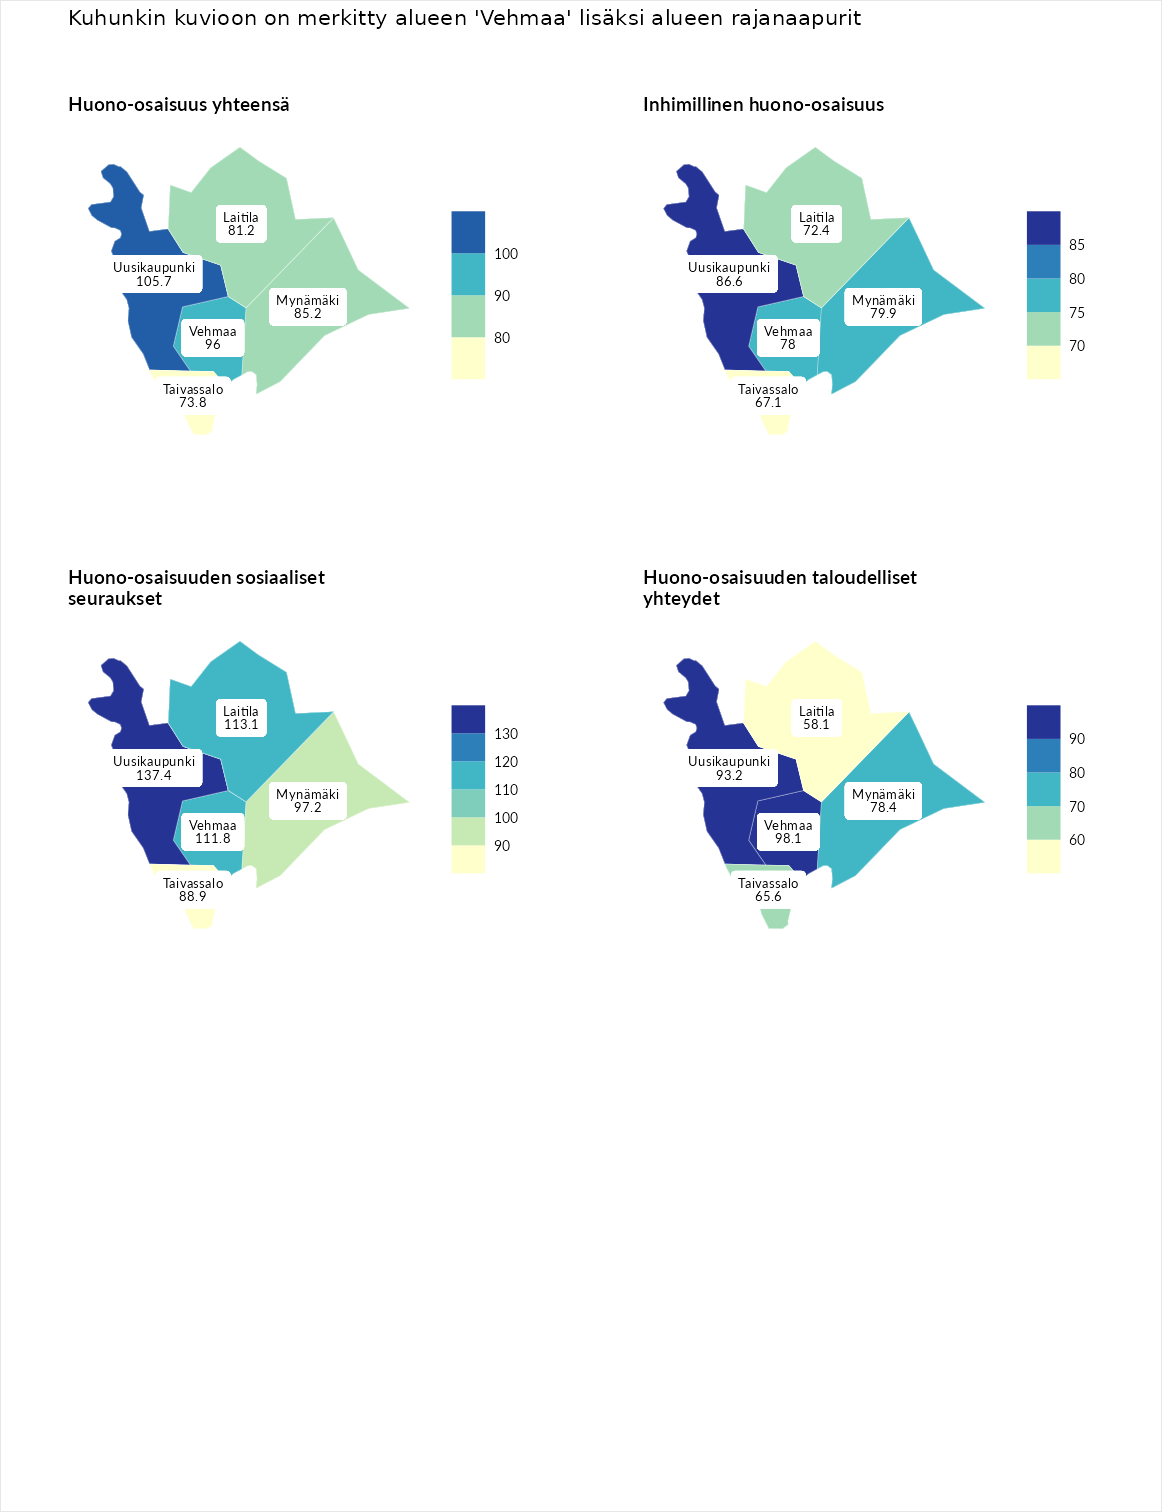 Kuhunkin kuvioon on merkitty alueen 'Vehmaa' lisäksi alueen rajanaapurit
Huono-osaisuus yhteensä
Laitila
81.2
Uusikaupunki
105.7
Mynämäki
85.2
Vehmaa
96
Taivassalo
73.8
100
90
80
Inhimillinen huono-osaisuus
Laitila
72.4
Uusikaupunki
86.6
Mynämäki
79.9
Vehmaa
78
Taivassalo
67.1
85
80
75
70
Huono-osaisuuden sosiaaliset
seuraukset
Laitila
113.1
Uusikaupunki
137.4
Mynämäki
97.2
Vehmaa
111.8
Taivassalo
88.9
130
120
110
100
90
Huono-osaisuuden taloudelliset
yhteydet
Laitila
58.1
Uusikaupunki
93.2
Mynämäki
78.4
Vehmaa
98.1
Taivassalo
65.6
90
80
70
60